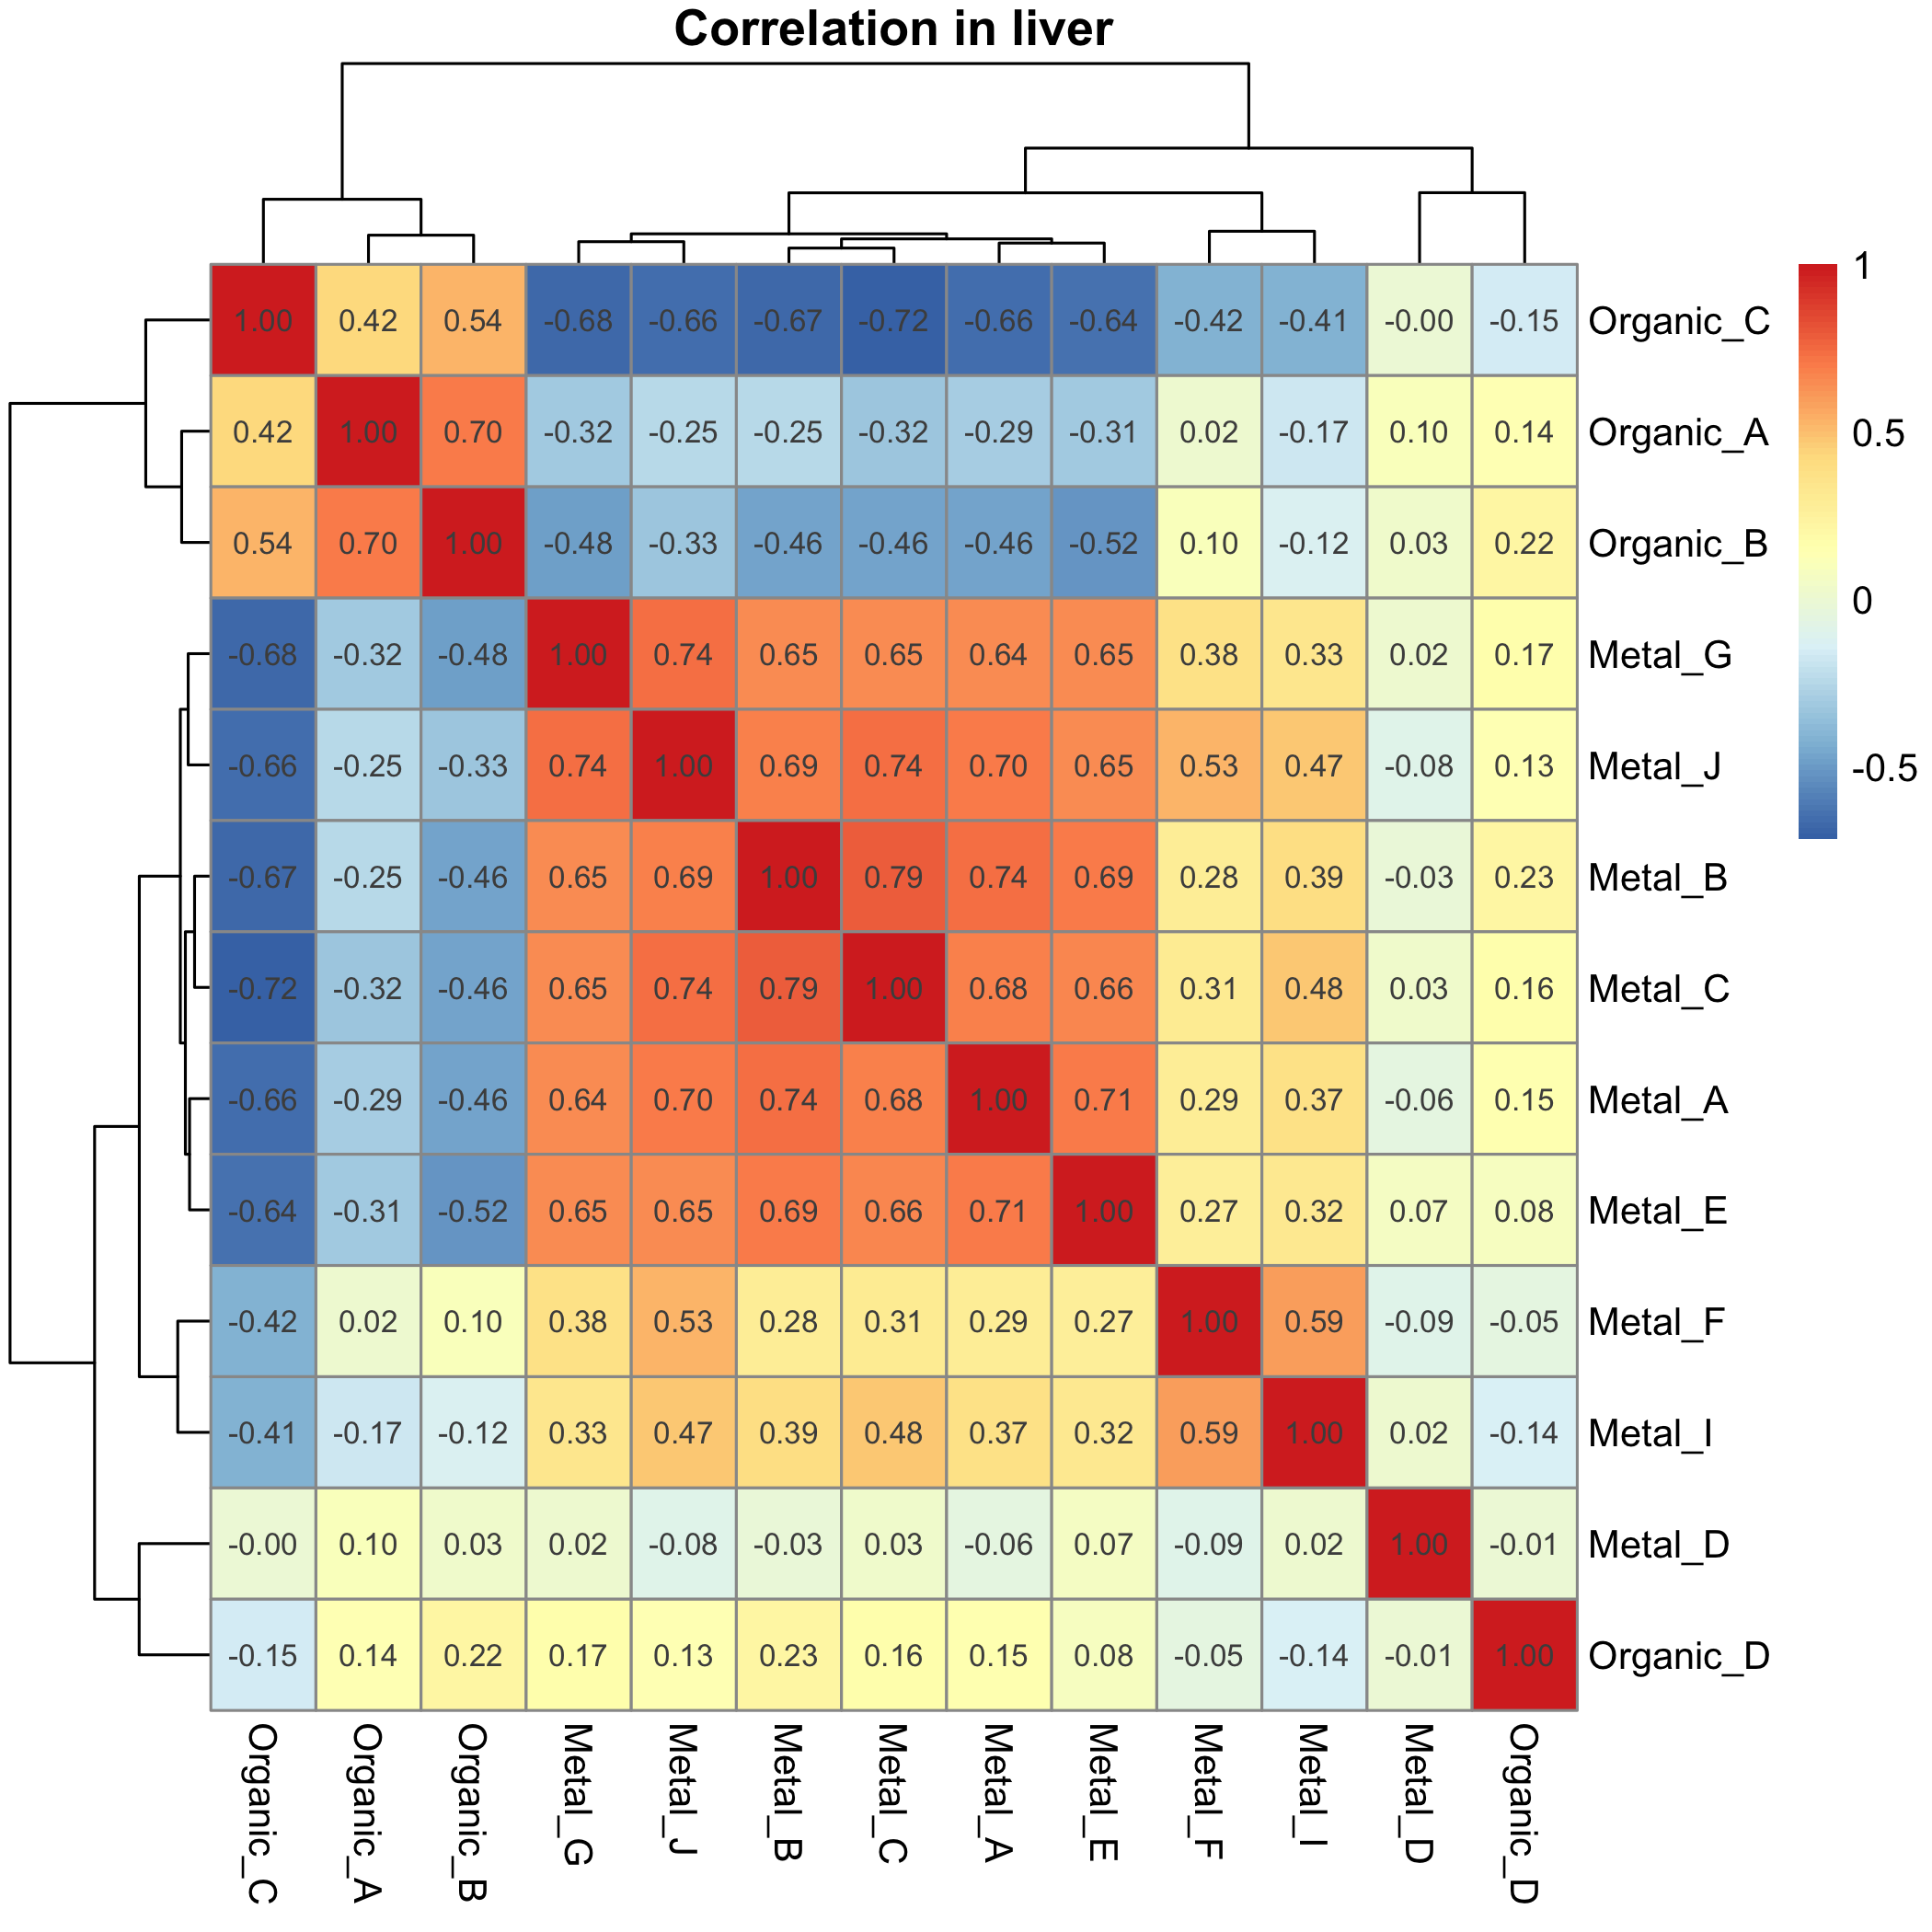 Correlation in liver
1.00 0.42 0.54 -0.68 -0.66 -0.67 -0.72 -0.66 -0.64 -0.42 -0.41 -0.00 -0.15 Organic_C
0.42 1.00 0.70 -0.32 -0.25 -0.25 -0.32 -0.29 -0.31 0.02 -0.17 0.10 0.14 Organic_A
0.54 0.70 1.00 -0.48 -0.33 -0.46 -0.46 -0.46 -0.52 0.10 -0.12 0.03 0.22 Organic_B
-0.68 -0.32 -0.48 1.00 0.74 0.65 0.65 0.64 0.65 0.38 0.33 0.02 0.17 Metal_G
-0.66 -0.25 -0.33 0.74 1.00 0.69 0.74 0.70 0.65 0.53 0.47 -0.08 0.13 Metal_J
-0.67 -0.25 -0.46 0.65 0.69 1.00 0.79 0.74 0.69 0.28 0.39 -0.03 0.23 Metal_B
-0.72 -0.32 -0.46 0.65 0.74 0.79 1.00 0.68 0.66 0.31 0.48 0.03 0.16 Metal_C
-0.66 -0.29 -0.46 0.64 0.70 0.74 0.68 1.00 0.71 0.29 0.37 -0.06 0.15 Metal_A
-0.64 -0.31 -0.52 0.65 0.65 0.69 0.66 0.71 1.00 0.27 0.32 0.07 0.08 Metal_E
-0.42 0.02 0.10 0.38 0.53 0.28 0.31 0.29 0.27 1.00 0.59 -0.09 -0.05 Metal_F
-0.41 -0.17 -0.12 0.33 0.47 0.39 0.48 0.37 0.32 0.59 1.00 0.02 -0.14 Metal_I
-0.00 0.10 0.03 0.02 -0.08 -0.03 0.03 -0.06 0.07 -0.09 0.02 1.00 -0.01 Metal_D
-0.15 0.14 0.22 0.17 0.13 0.23 0.16 0.15 0.08 -0.05 -0.14 -0.01 1.00 Organic_D
Organic_C
Organic_A
Organic_B
Metal_G
Metal_J
Metal_B
Metal_C
Metal_A
Metal_E
Metal_F
Metal_I
Metal_D
Organic_D
1
0.5
0
-0.5